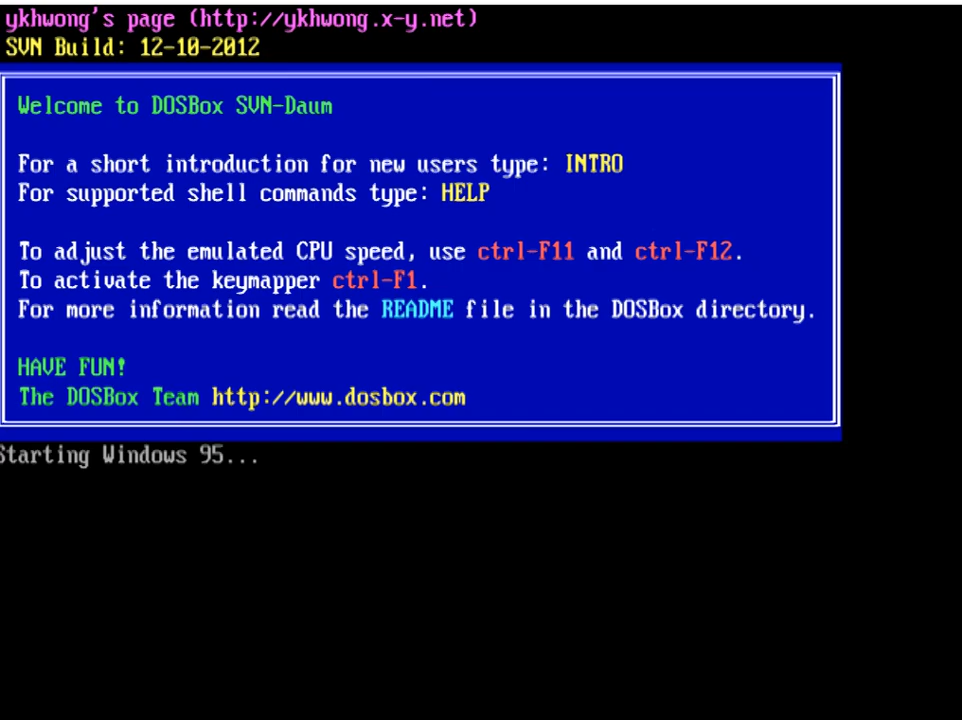 ykhwong's page (http://ykhwong.x-y.net)
SVN Build: 12-10-2012
Welcome to DOSBox SVN-Daum
For a short introduction for new users type: INTRO
For supported shell commands type: HELP
To adjust the emulated CPU speed, use ctrl-F11 and ctrl-F12.
To activate the keymapper ctrl-F1.
For more information read the README file in the DOSBox directory.
HAVE FUN!
The DOSBox Team http://www.dosbox.com
Starting Windows 95...